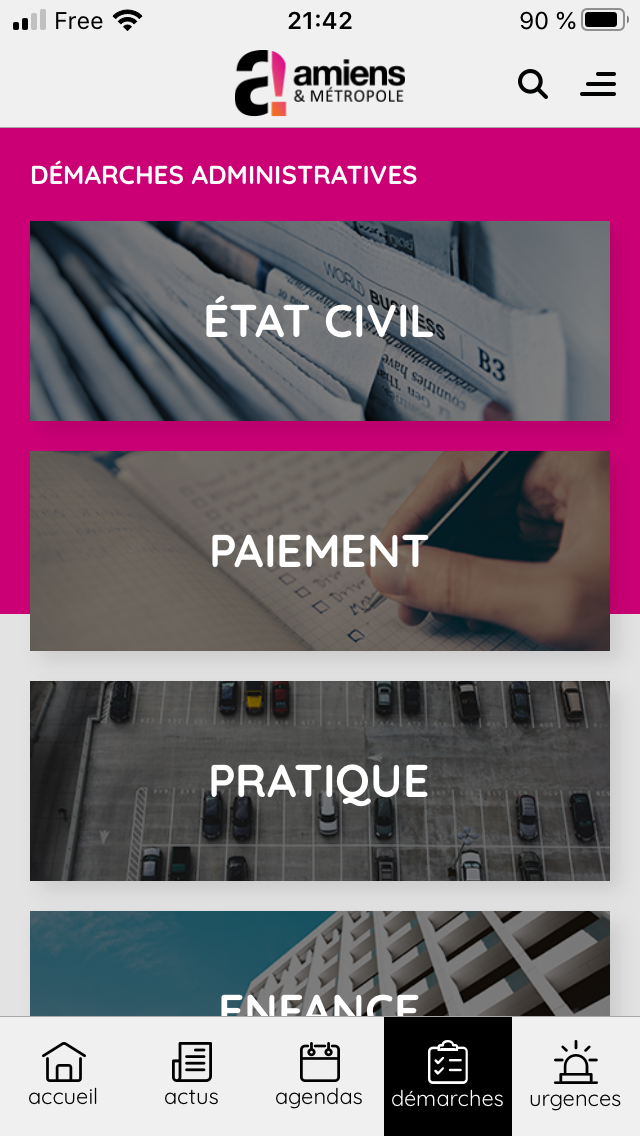 Free 21:42 90 %
a! amiens
& MÉTROPOLE
DÉMARCHES ADMINISTRATIVES
WORLD BUSINESS
B3
ÉTAT CIVIL
PAIEMENT
PRATIQUE
ENFANCE
accueil actus agendas démarches urgences